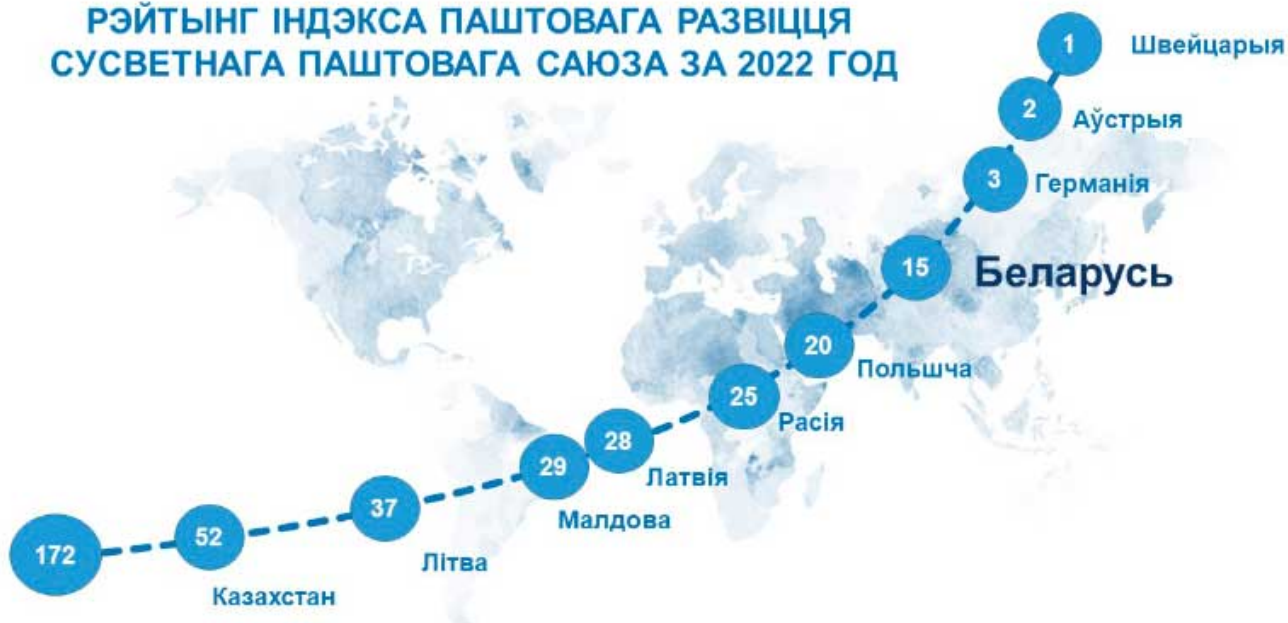 РЭЙТЫНГ ІНДЭКСА ПАШТОВАГА РАЗВІЦЦЯ
СУСВЕТНАГА ПАШТОВАГА САЮЗА ЗА 2022 ГОД
1 Швейцарыя
2 Аўстрыя
3 Германія
15 Беларусь
20 Польшча
25 Расія
28 Латвія
29 Малдова
37 Літва
52 Казахстан
172